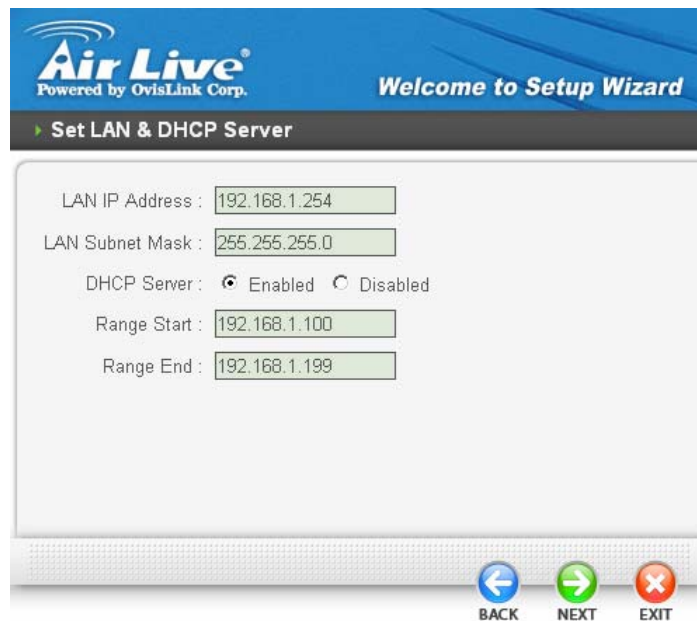 Air Live®
Powered by OvisLink Corp.
Welcome to Setup Wizard
Set LAN & DHCP Server
LAN IP Address : 192.168.1.254
LAN Subnet Mask : 255.255.255.0
DHCP Server : Enabled Disabled
Range Start : 192.168.1.100
Range End : 192.168.1.199
BACK NEXT EXIT